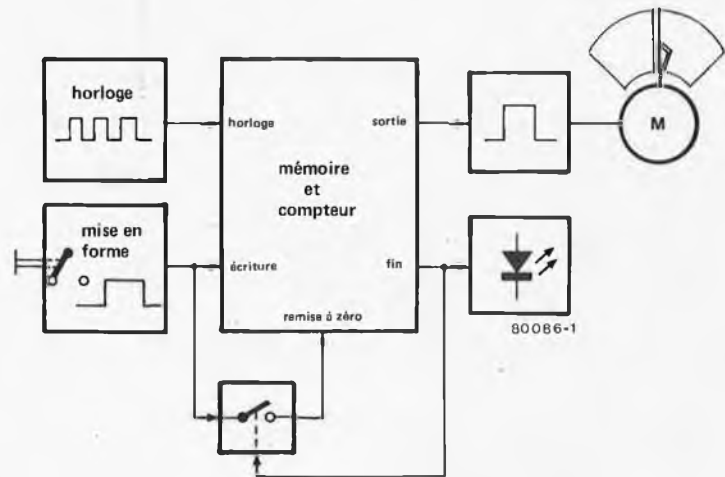 horloge
horloge
sortie
M
mémoire
et
compteur
mise en
forme
écriture
fin
remise à zéro
80086-1